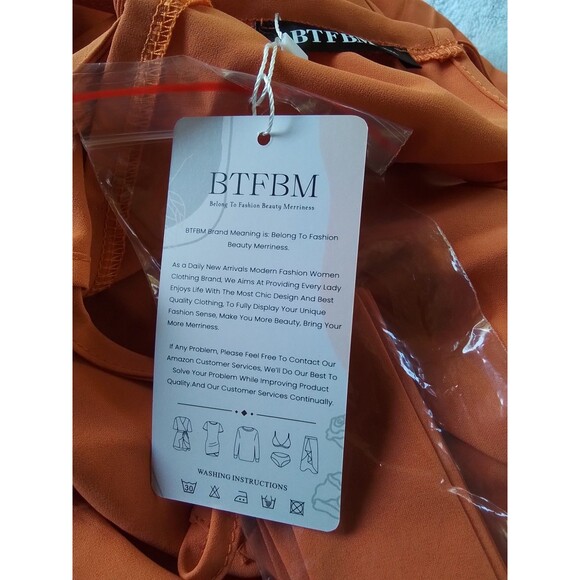 BTFBM
BTFBM
Belong To Fashion Beauty Merriness
BTFBM Brand Meaning is: Belong To Fashion
Beauty Merriness.
As a Daily New Arrivals Modern Fashion Women
Clothing Brand, We Aims At Providing Every Lady
Enjoys Life With The Most Chic Design And Best
Quality Clothing, To Fully Display Your Unique
Fashion Sense, Make You More Beauty, Bring Your
More Merriness.
If Any Problem, Please Feel Free To Contact Our
Amazon Customer Services, We'll Do Our Best To
Solve Your Problem While Improving Product
Quality And Our Customer Services Continually.
WASHING INSTRUCTIONS
30